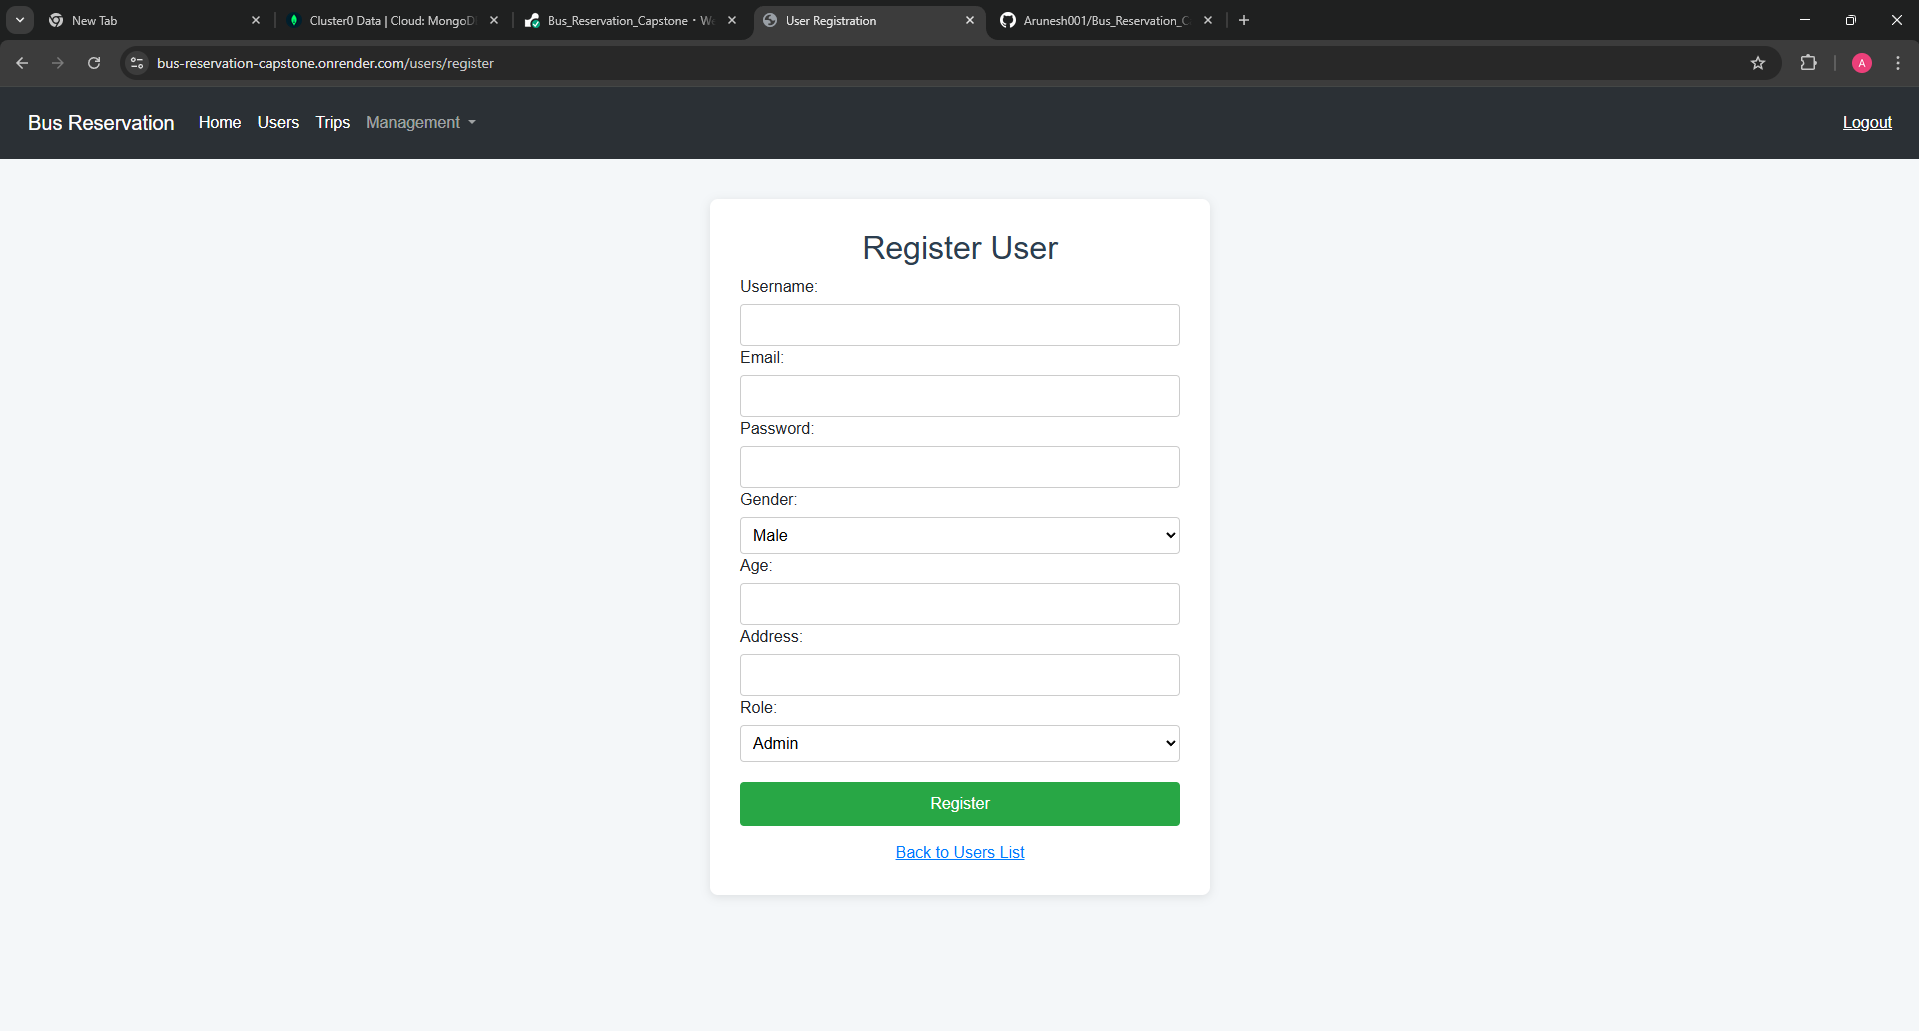 New Tab
Cluster0 Data | Cloud: MongoD
Bus_Reservation_Capstone · We
User Registration
Arunesh001/Bus_Reservation_C
bus-reservation-capstone.onrender.com/users/register
A
Bus Reservation Home Users Trips Management Logout
Register User
Username:
Email:
Password:
Gender:
Male
Age:
Address:
Role:
Admin
Register
Back to Users List